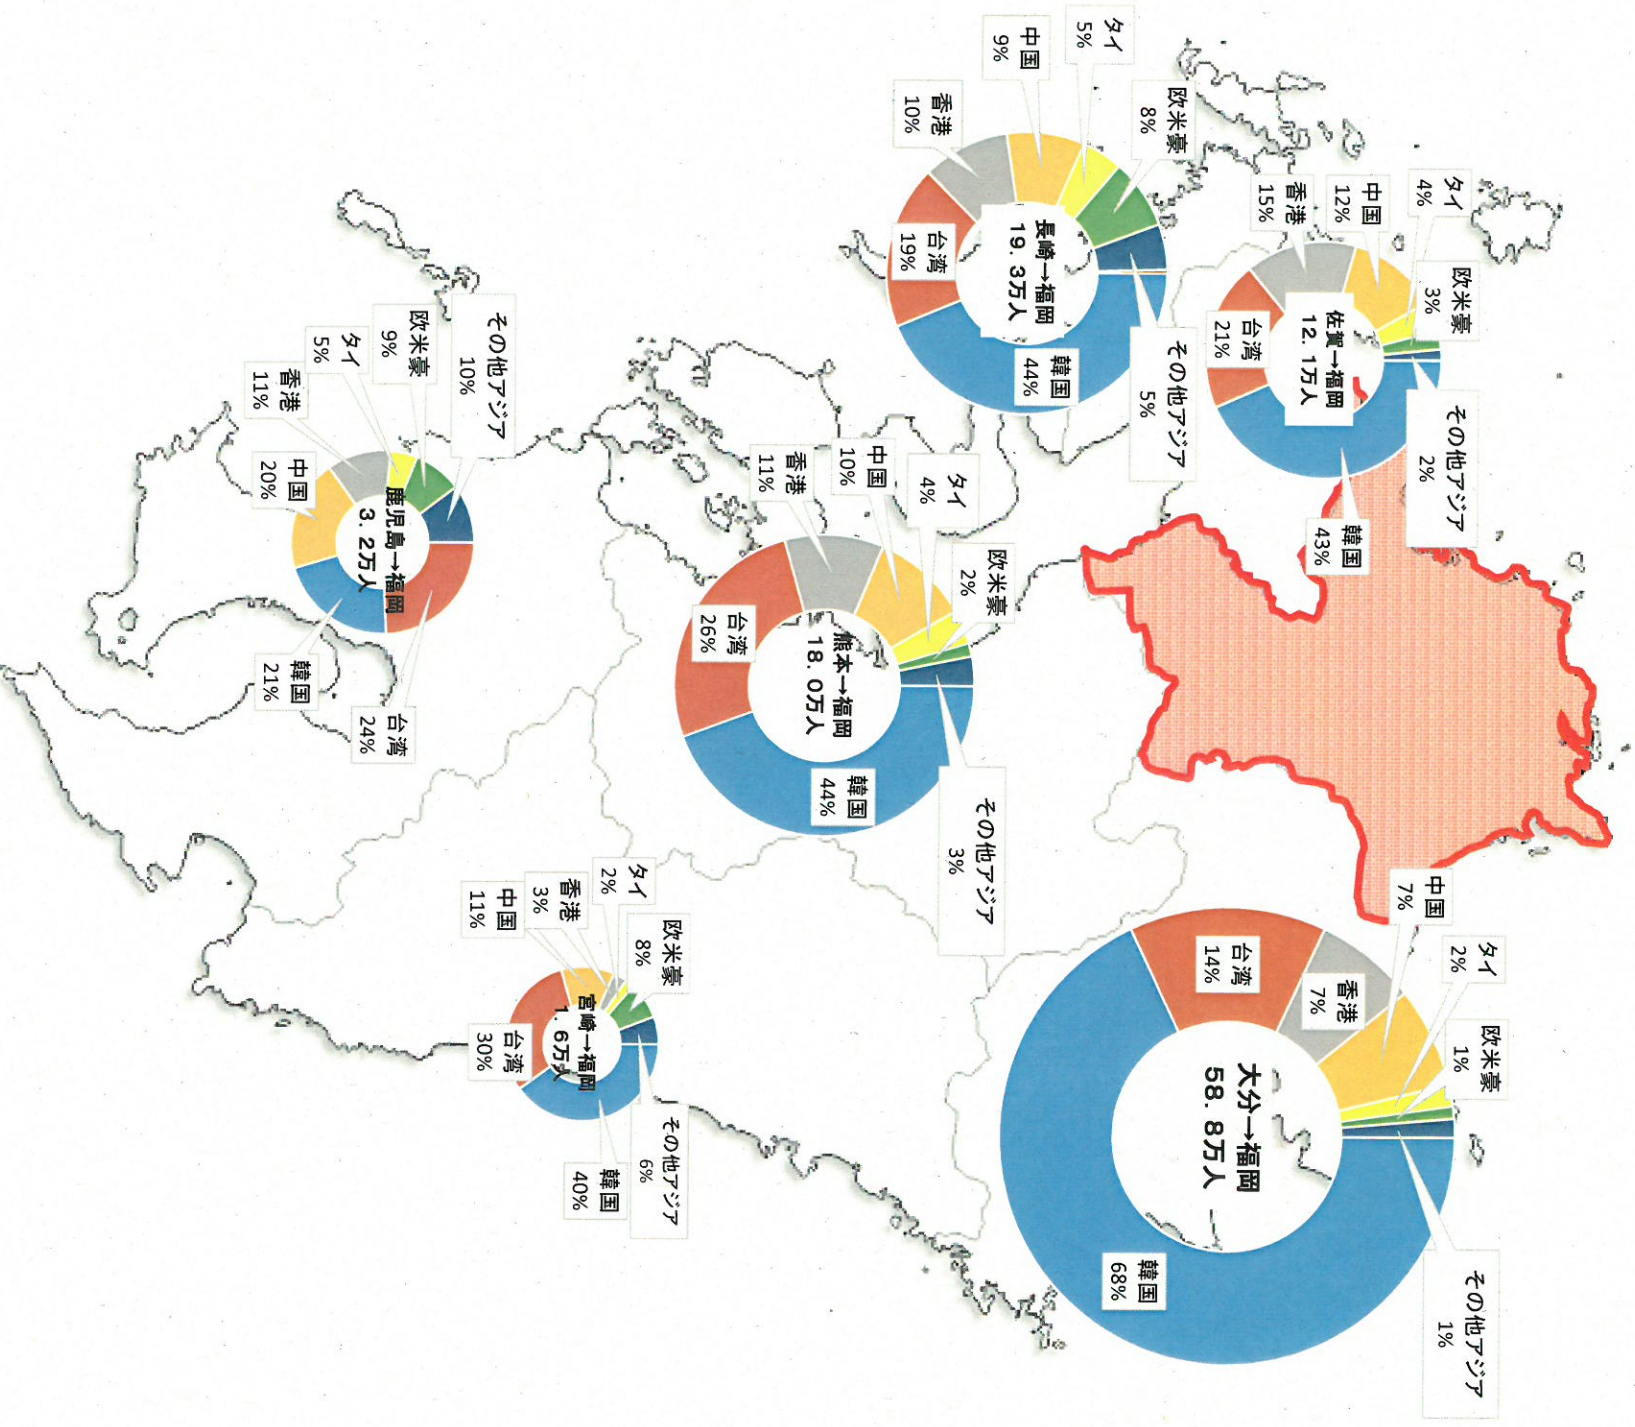 タイ
4%
中国
12%
香港
15%
欧米豪
3%
佐賀→福岡
12.1万人
台湾
21%
その他アジア
2%
韓国
43%
タイ
5%
中国
9%
欧米豪
8%
香港
10%
長崎→福岡
19.3万人
台湾
19%
その他アジア
5%
韓国
44%
中国
7%
タイ
2%
欧米豪
1%
香港
7%
台湾
14%
大分→福岡
58.8万人
その他アジア
1%
韓国
68%
タイ
4%
中国
10%
香港
11%
欧米豪
2%
熊本→福岡
18.0万人
台湾
26%
その他アジア
3%
韓国
44%
タイ
2%
香港
3%
中国
11%
欧米豪
8%
宮崎→福岡
1.6万人
台湾
30%
その他アジア
6%
韓国
40%
その他アジア
10%
欧米豪
9%
タイ
5%
香港
11%
中国
20%
鹿児島→福岡
3.2万人
韓国
21%
台湾
24%